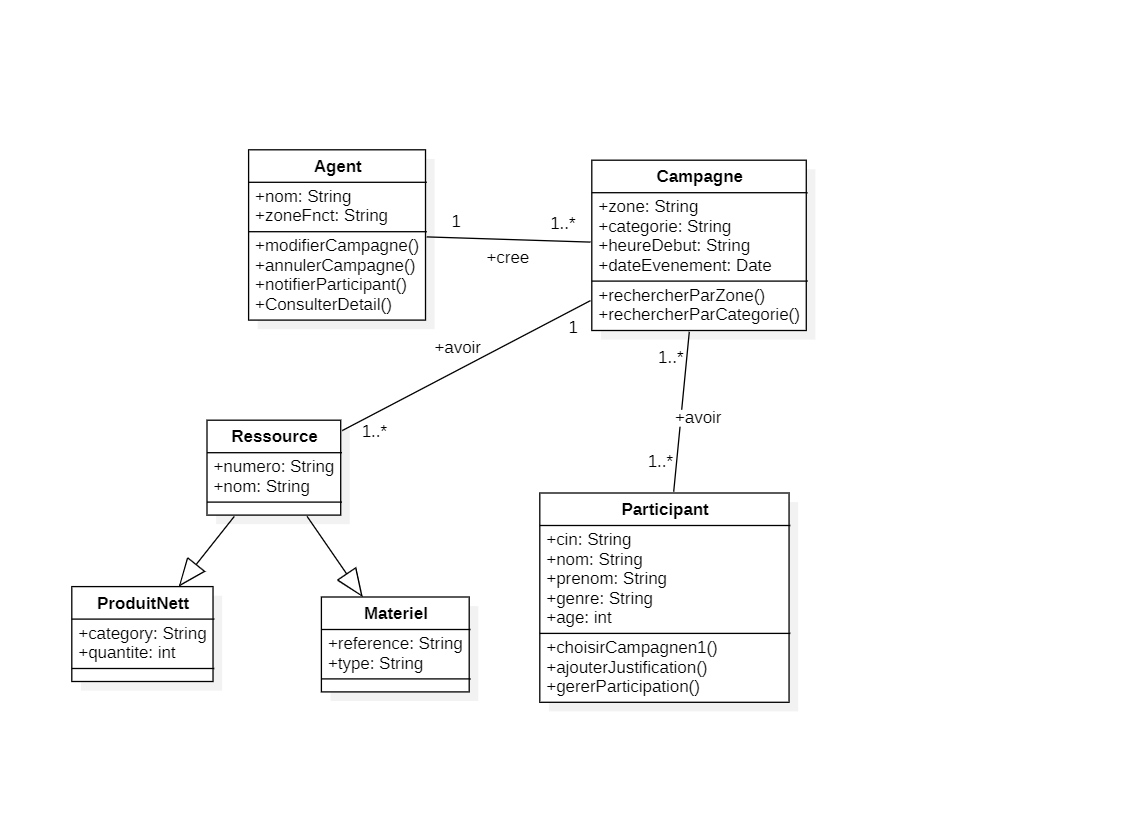 Agent
+nom: String
+zoneFnct: String
+modifierCampagne()
+annulerCampagne()
+notifierParticipant()
+ConsulterDetail()
1
1..*
+cree
Campagne
+zone: String
+categorie: String
+heureDebut: String
+dateEvenement: Date
+rechercherParZone()
+rechercherParCategorie()
1
+avoir
1..*
1..*
+avoir
1..*
Ressource
+numero: String
+nom: String
ProduitNett
+category: String
+quantite: int
Materiel
+reference: String
+type: String
Participant
+cin: String
+nom: String
+prenom: String
+genre: String
+age: int
+choisirCampagnen1()
+ajouterJustification()
+gererParticipation()